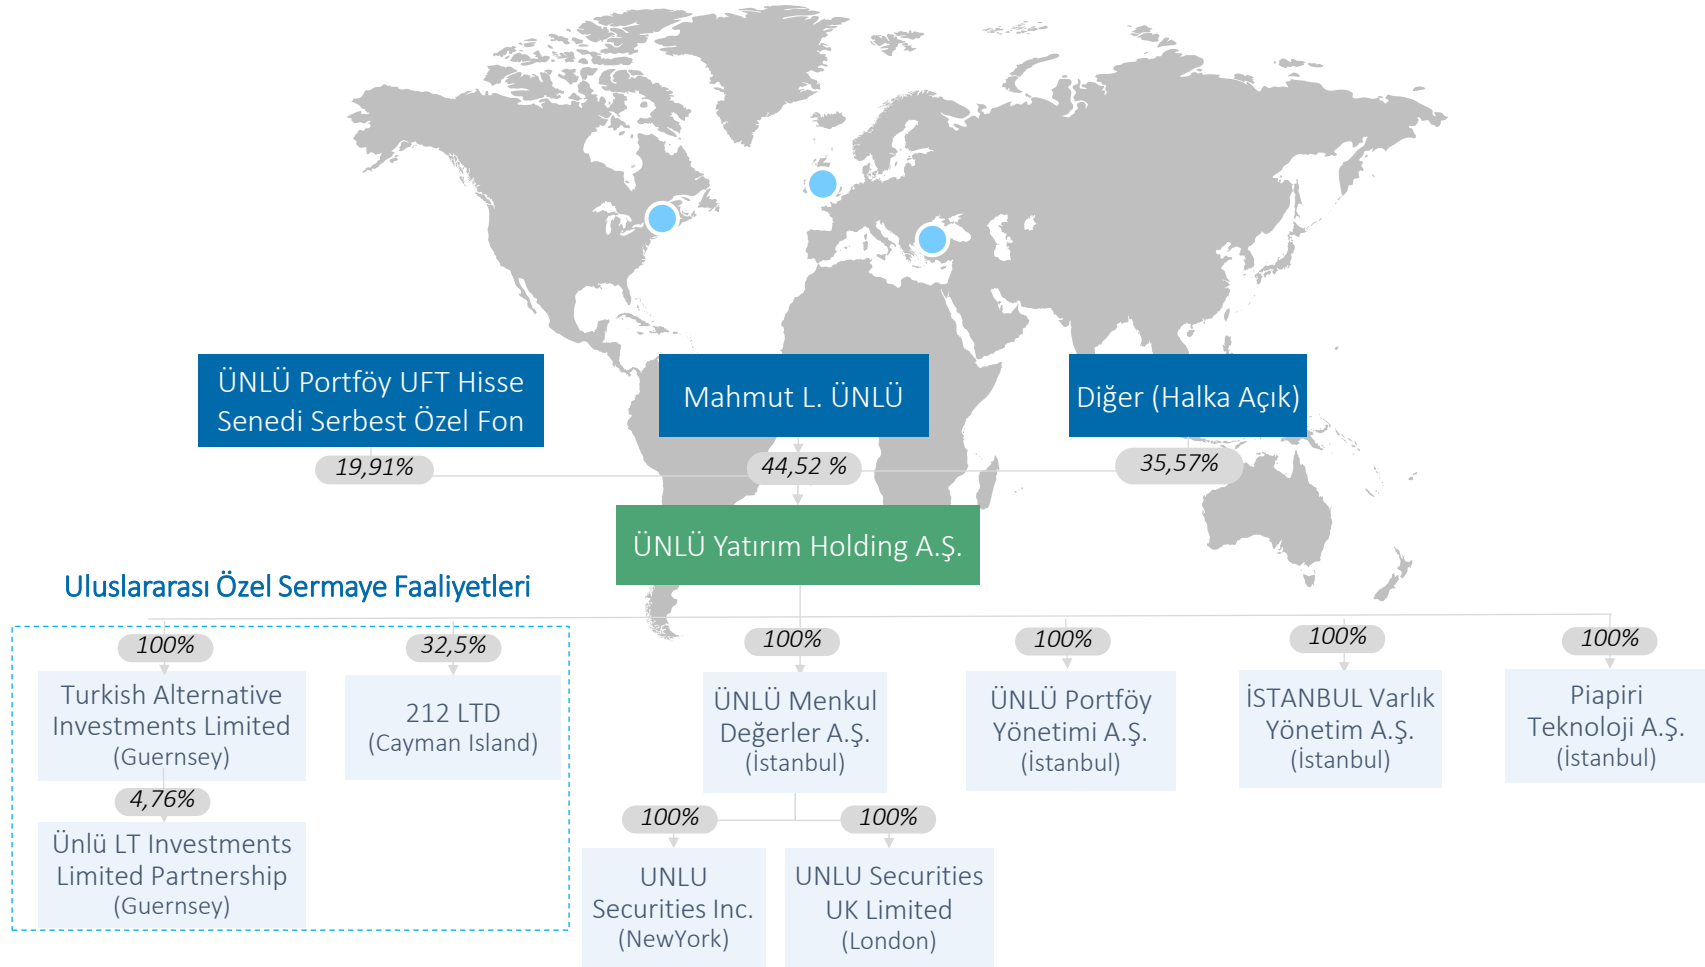 ÜNLÜ Portföy UFT Hisse
Senedi Serbest Özel Fon
Mahmut L. ÜNLÜ
Diğer (Halka Açık)
19,91%
44,52 %
35,57%
ÜNLÜ Yatırım Holding A.Ş.
Uluslararası Özel Sermaye Faaliyetleri
100%
32,5%
100%
100%
100%
100%
Turkish Alternative
Investments Limited
(Guernsey)
212 LTD
(Cayman Island)
ÜNLÜ Menkul
Değerler A.Ş.
(İstanbul)
ÜNLÜ Portföy
Yönetimi A.Ş.
(İstanbul)
İSTANBUL Varlık
Yönetim A.Ş.
(İstanbul)
Piapiri
Teknoloji A.Ş.
(İstanbul)
4,76%
100%
100%
Ünlü LT Investments
Limited Partnership
(Guernsey)
UNLU
Securities Inc.
(NewYork)
UNLU Securities
UK Limited
(London)